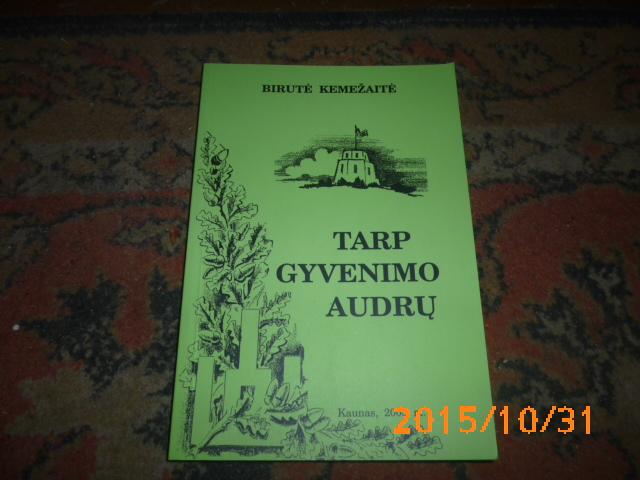 BIRUTĖ KEMEŽAITĖ
TARP
GYVENIMO
AUDRŲ
Kaunas,
2015/10/31